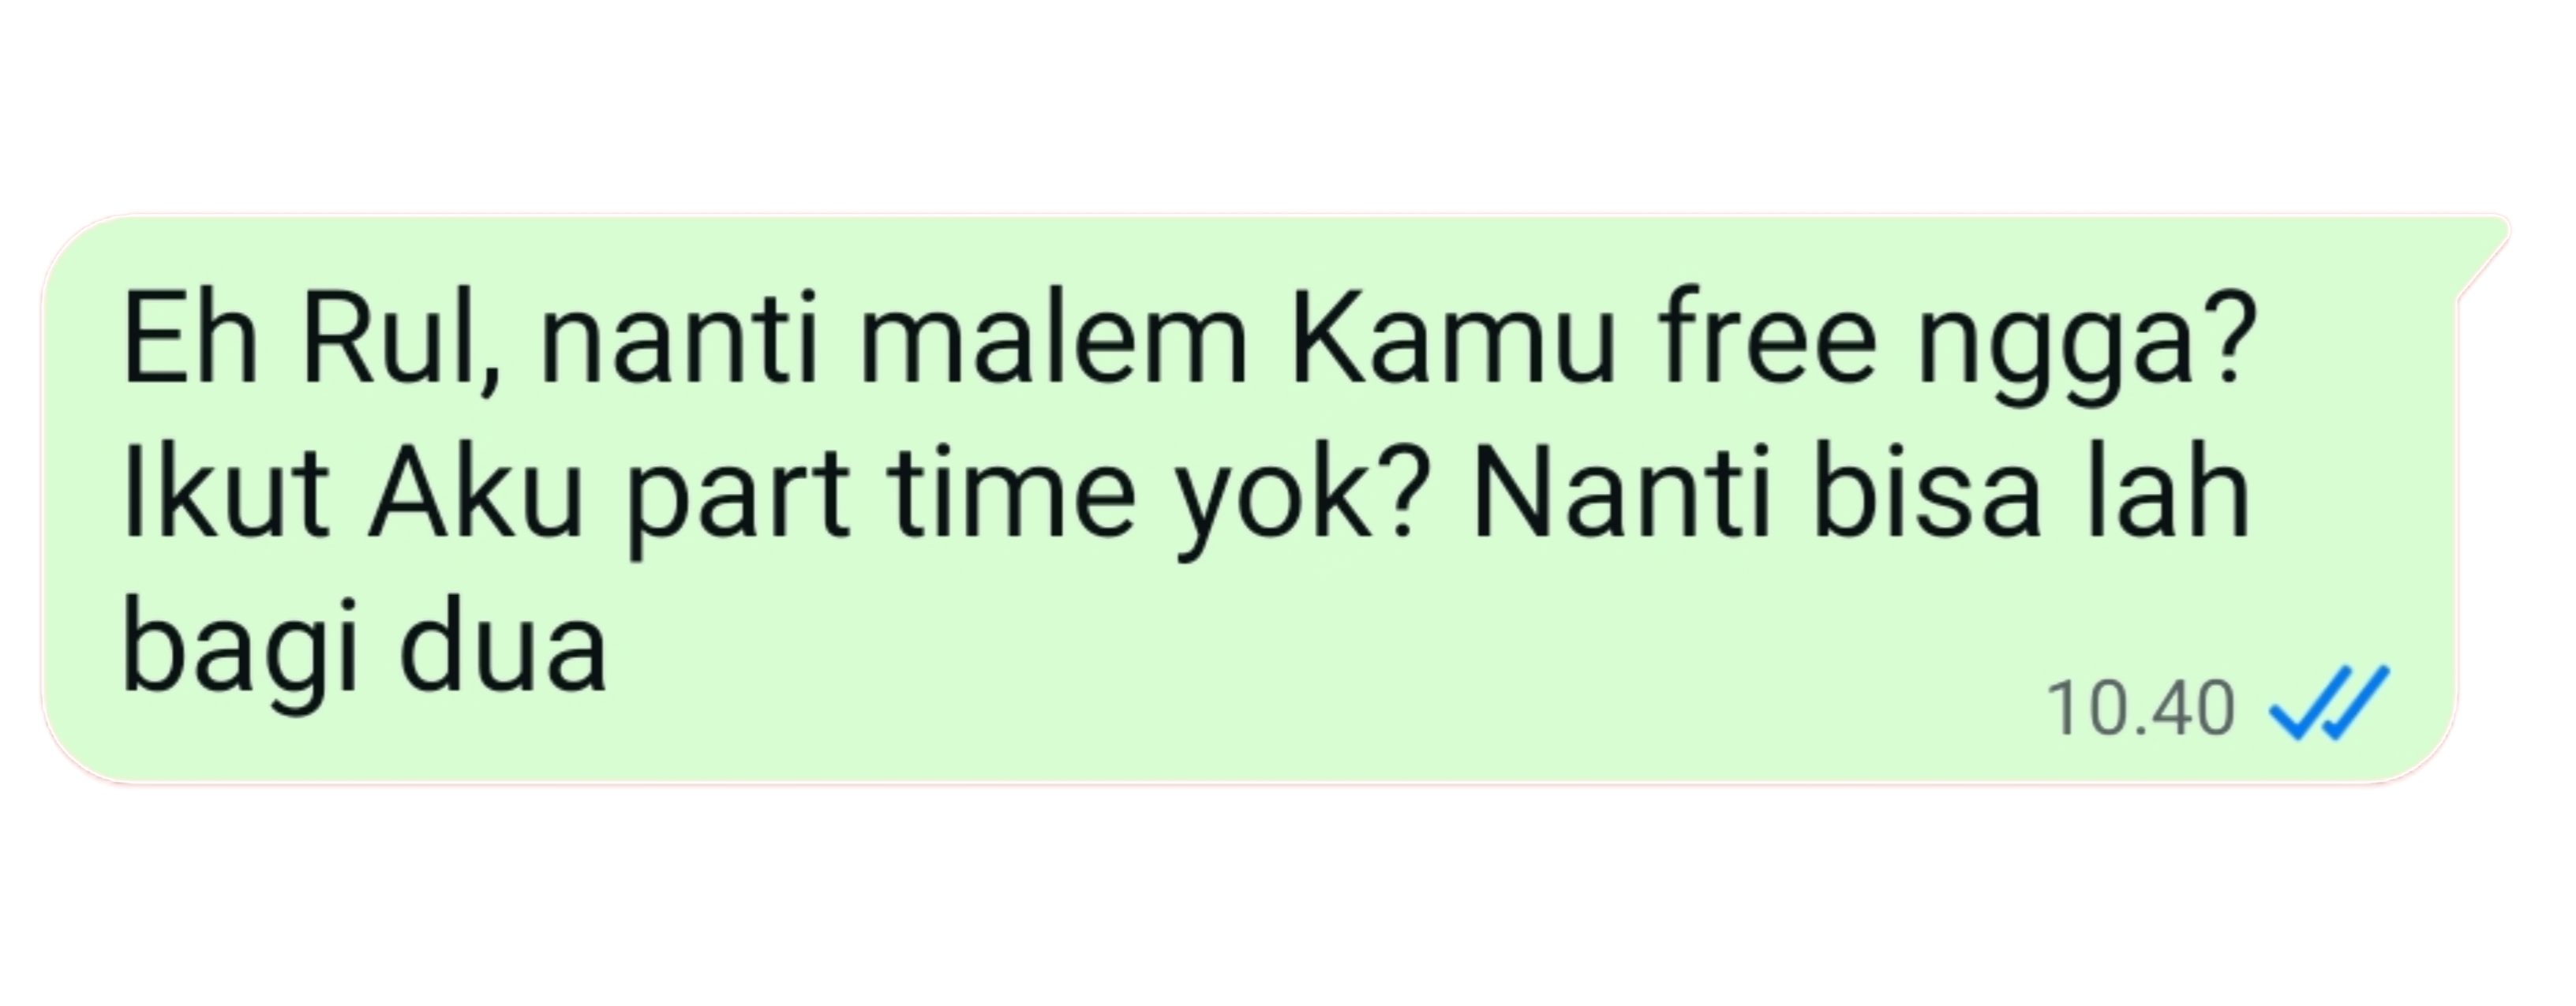 Eh Rul, nanti malem Kamu free ngga?
Ikut Aku part time yok? Nanti bisa lah
bagi dua
10.40